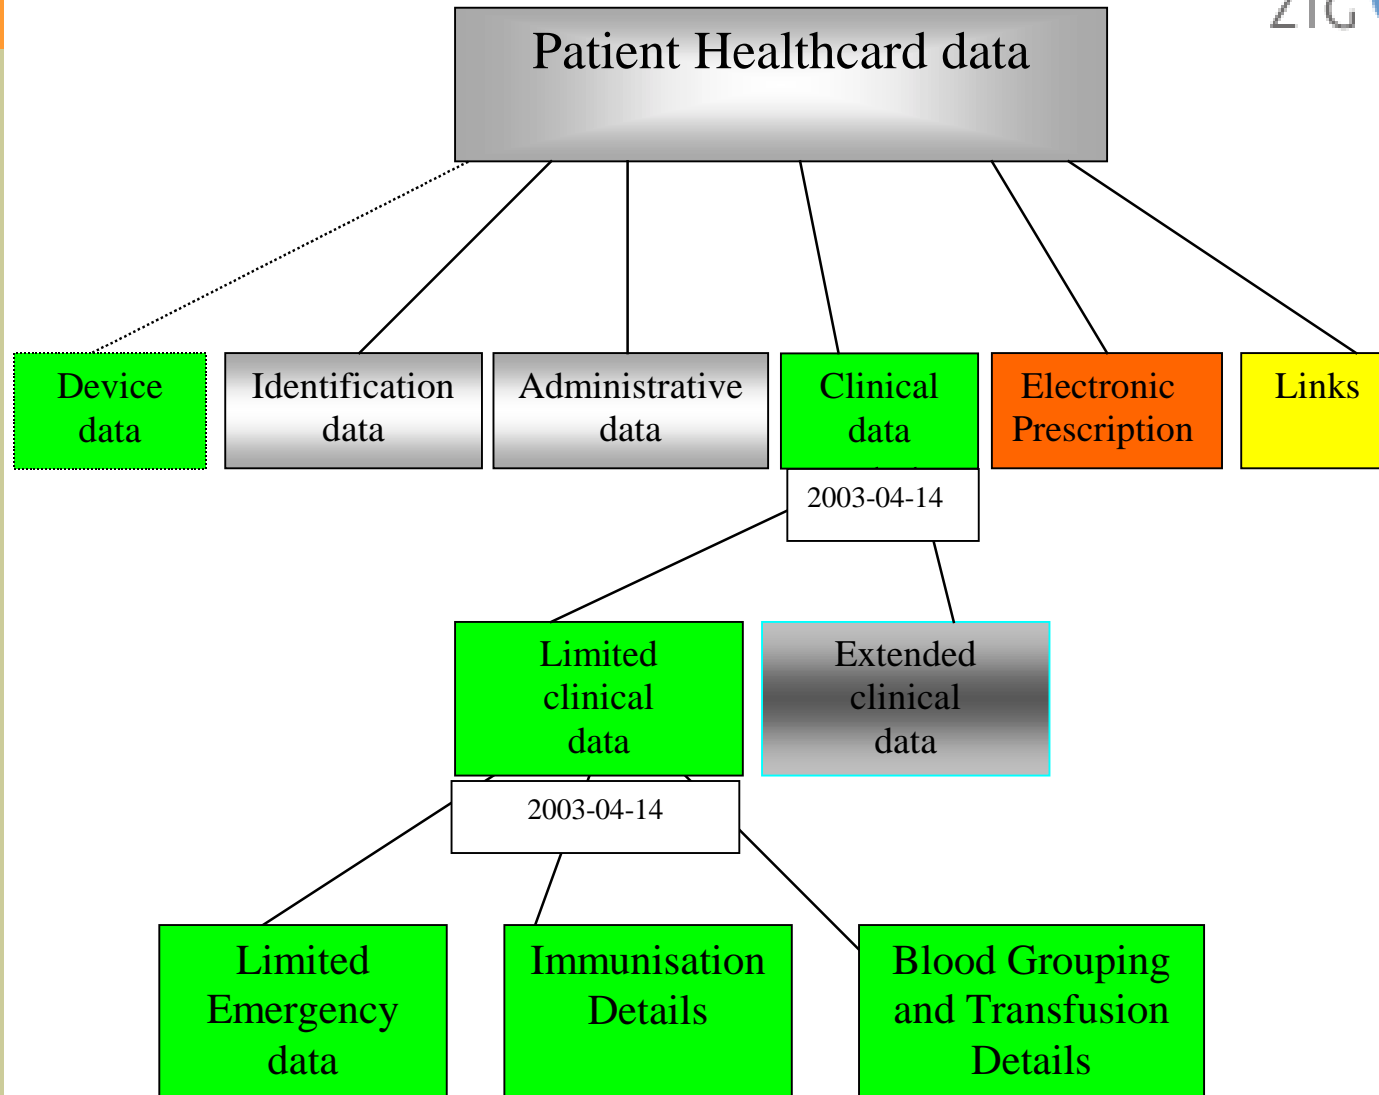 ZIG
Patient Healthcard data
Device
data
Identification
data
Administrative
data
Clinical
data
Electronic
Prescription
Links
2003-04-14
Limited
clinical
data
Extended
clinical
data
2003-04-14
Limited
Emergency
data
Immunisation
Details
Blood Grouping
and Transfusion
Details